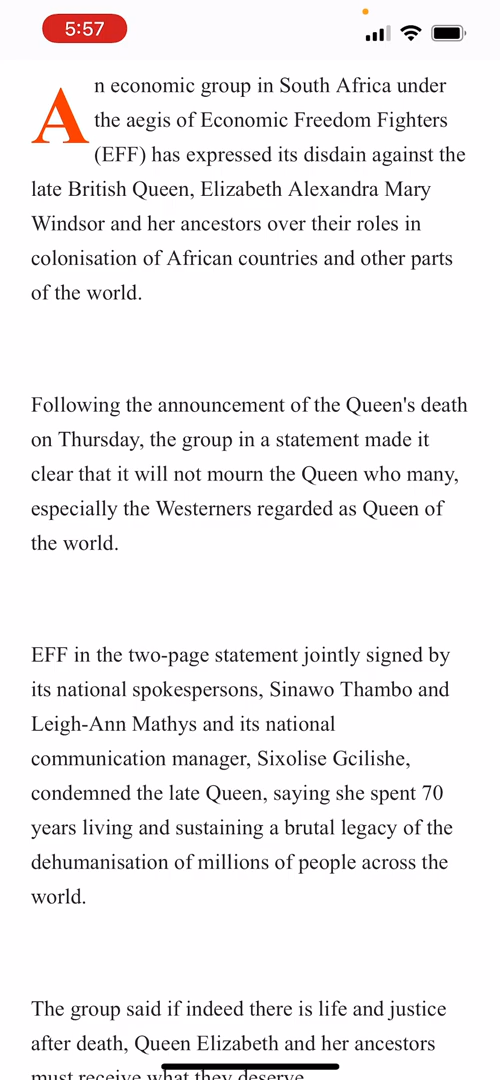 5:57
An economic group in South Africa under
the aegis of Economic Freedom Fighters
(EFF) has expressed its disdain against the
late British Queen, Elizabeth Alexandra Mary
Windsor and her ancestors over their roles in
colonisation of African countries and other parts
of the world.
Following the announcement of the Queen's death
on Thursday, the group in a statement made it
clear that it will not mourn the Queen who many,
especially the Westerners regarded as Queen of
the world.
EFF in the two-page statement jointly signed by
its national spokespersons, Sinawo Thambo and
Leigh-Ann Mathys and its national
communication manager, Sixolise Gcilishe,
condemned the late Queen, saying she spent 70
years living and sustaining a brutal legacy of the
dehumanisation of millions of people across the
world.
The group said if indeed there is life and justice
after death, Queen Elizabeth and her ancestors
must receive what they deserve